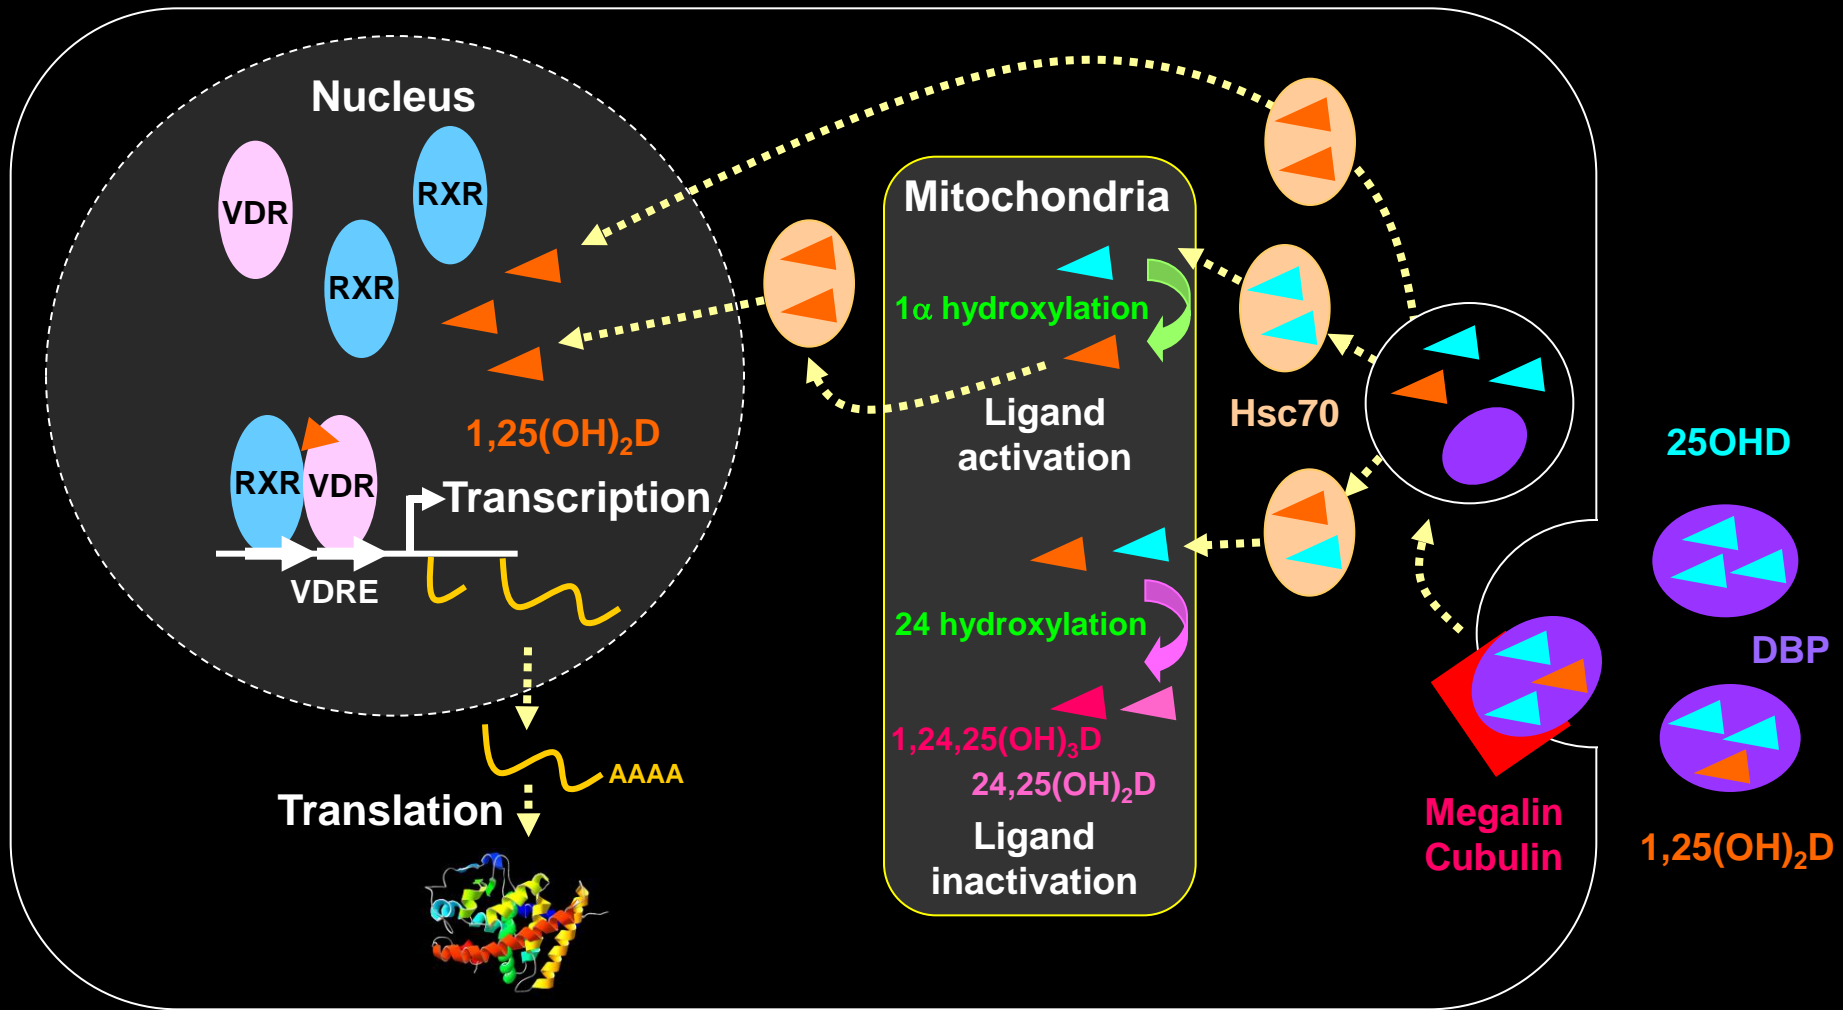 Nucleus
RXR
VDR
RXR
1,25(OH)₂D
RXR
VDR
Transcription
VDRE
AAAA
Translation
Mitochondria
1α hydroxylation
Ligand
activation
24 hydroxylation
1,24,25(OH)₃D
24,25(OH)₂D
Ligand
inactivation
Hsc70
25OHD
DBP
Megalin
Cubulin
1,25(OH)₂D